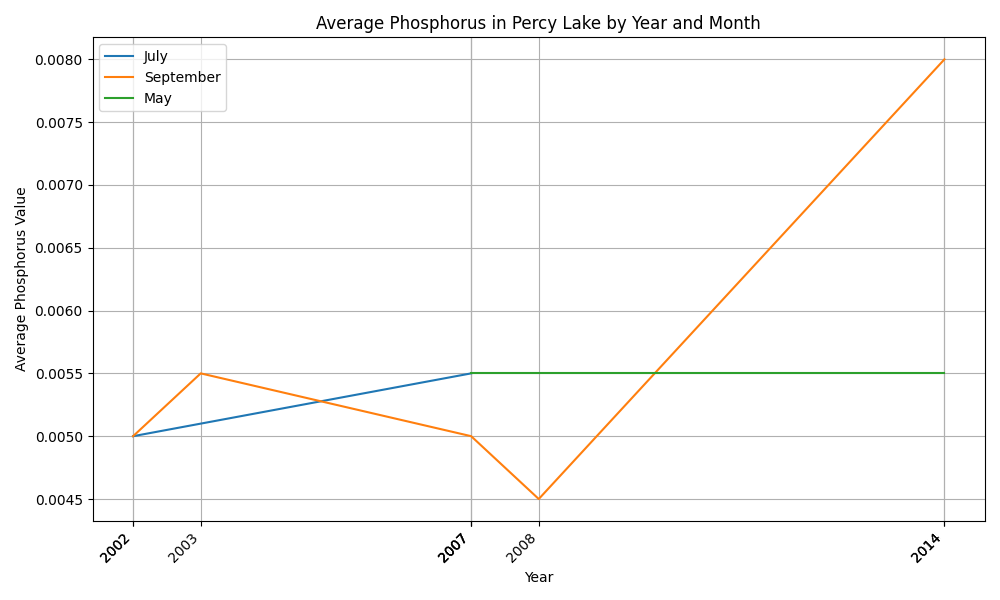 Average Phosphorus in Percy Lake by Year and Month
July
September
May
0.0080
0.0075
0.0070
0.0065
0.0060
0.0055
0.0050
0.0045
Average Phosphorus Value
2002
2003
2007
2008
2014
Year